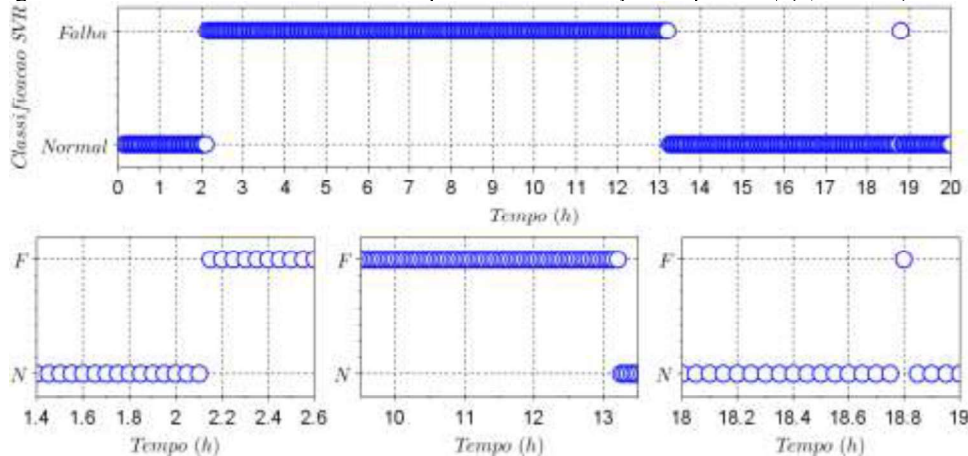 Classificacao SVR
Falha
Normal
0 1 2 3 4 5 6 7 8 9 10 11 12 13 14 15 16 17 18 19 20
Tempo (h)
F
N
1.4 1.6 1.8 2 2.2 2.4 2.6
Tempo (h)
F
N
10 11 12 13
Tempo (h)
F
N
18 18.2 18.4 18.6 18.8 19
Tempo (h)